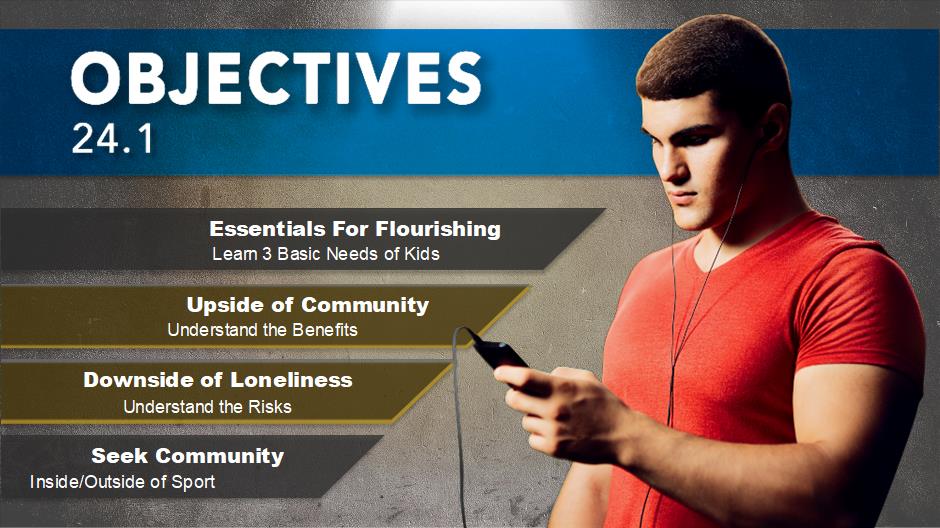 OBJECTIVES
24.1
Essentials For Flourishing
Learn 3 Basic Needs of Kids
Upside of Community
Understand the Benefits
Downside of Loneliness
Understand the Risks
Seek Community
Inside/Outside of Sport